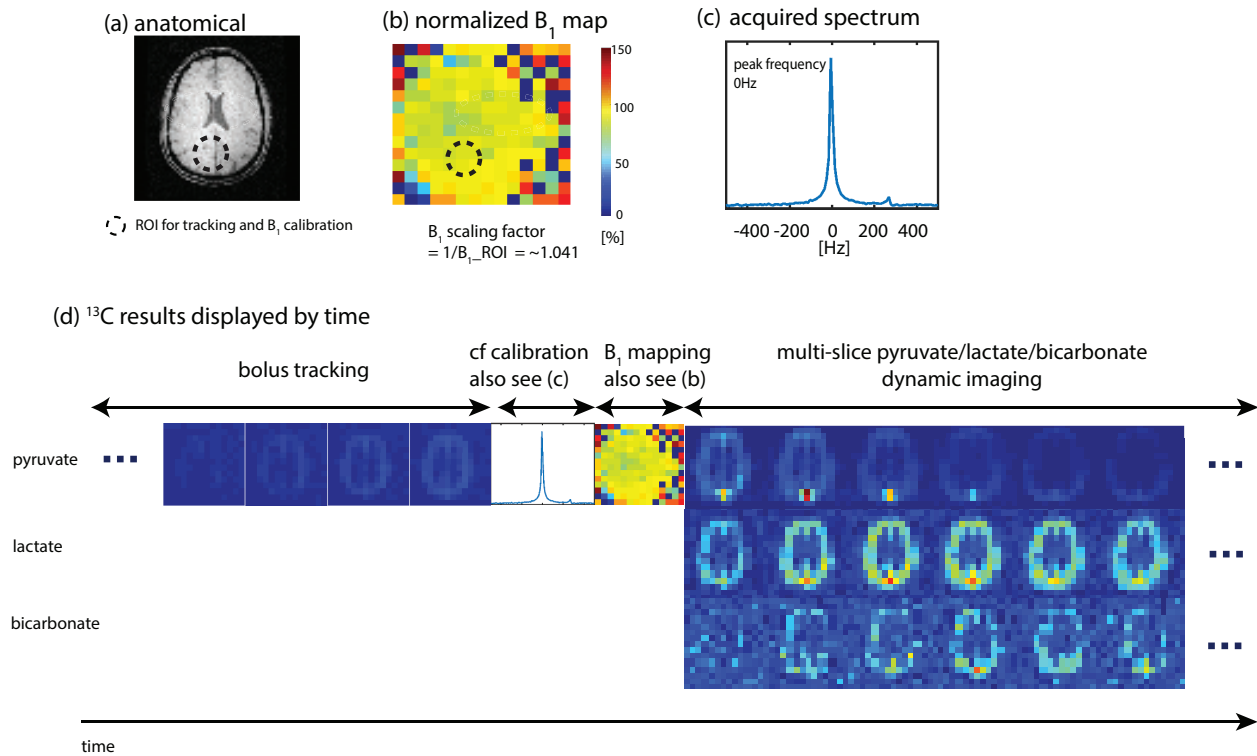 (a) anatomical
ROI for tracking and B₁ calibration
(b) normalized B₁ map
150
100
50
0
[%]
B₁ scaling factor
= 1/B₁_ROI = ~1.041
(c) acquired spectrum
peak frequency
0Hz
-400 -200 0 200 400
[Hz]
(d) ¹³C results displayed by time
bolus tracking
cf calibration
also see (c)
B₁ mapping
also see (b)
multi-slice pyruvate/lactate/bicarbonate
dynamic imaging
pyruvate
lactate
bicarbonate
time